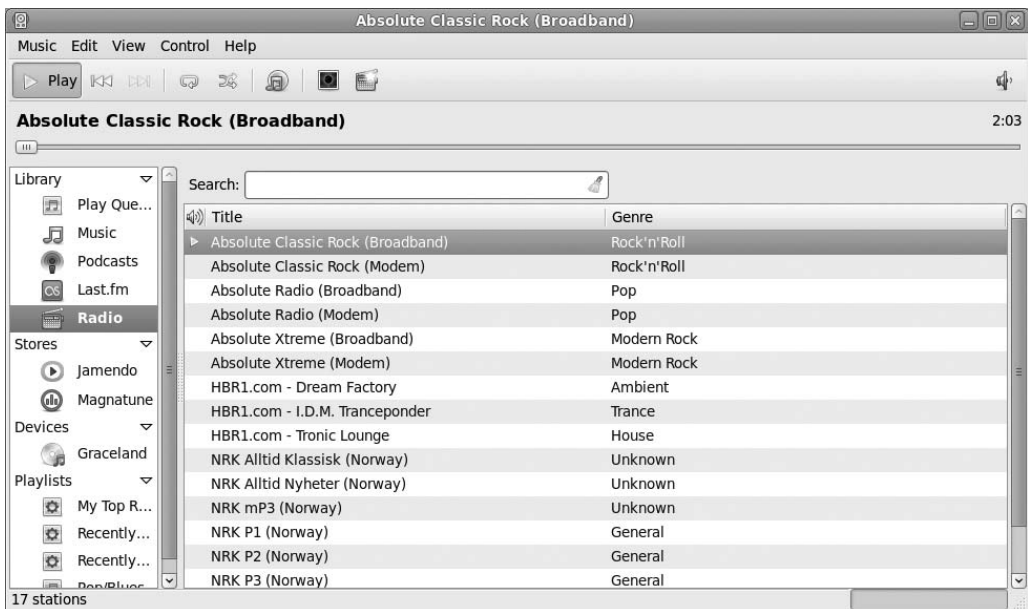 Absolute Classic Rock (Broadband)
Music Edit View Control Help
Play
Absolute Classic Rock (Broadband) 2:03
Library
Play Que...
Music
Podcasts
Last.fm
Radio
Stores
Jamendo
Magnatune
Devices
Graceland
Playlists
My Top R...
Recently...
Recently...
Pop/Blues
Search:
Title Genre
Absolute Classic Rock (Broadband) Rock'n'Roll
Absolute Classic Rock (Modem) Rock'n'Roll
Absolute Radio (Broadband) Pop
Absolute Radio (Modem) Pop
Absolute Xtreme (Broadband) Modern Rock
Absolute Xtreme (Modem) Modern Rock
HBR1.com - Dream Factory Ambient
HBR1.com - I.D.M. Tranceponder Trance
HBR1.com - Tronic Lounge House
NRK Alltid Klassisk (Norway) Unknown
NRK Alltid Nyheter (Norway) Unknown
NRK mP3 (Norway) Unknown
NRK P1 (Norway) General
NRK P2 (Norway) General
NRK P3 (Norway) General
17 stations